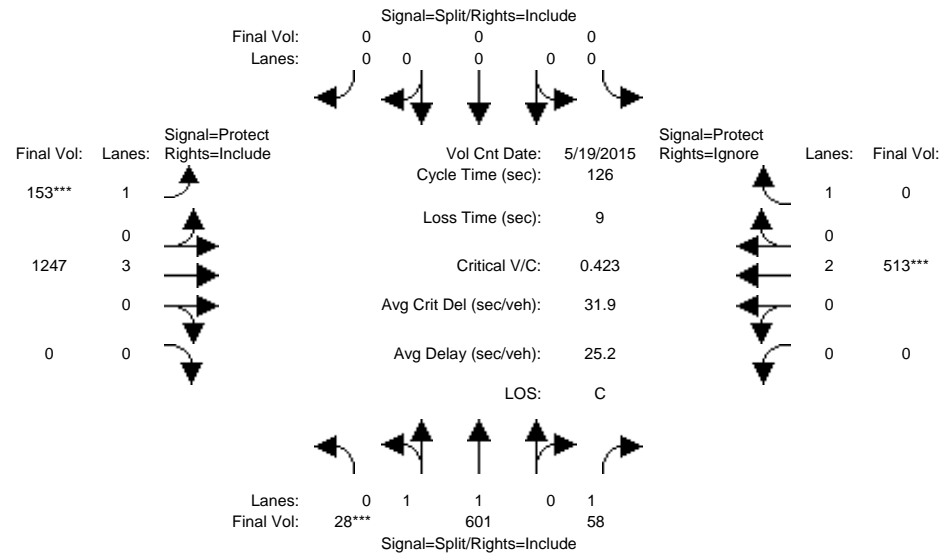 Signal=Split/Rights=Include
Final Vol: 0 0 0
Lanes: 0 0 0 0 0
Signal=Protect Signal=Protect
Final Vol: Lanes: Rights=Include Vol Cnt Date: 5/19/2015 Rights=Ignore Lanes: Final Vol:
Cycle Time (sec): 126
153*** 1 1 0
Loss Time (sec): 9
0 0
1247 3 Critical V/C: 0.423 2 513***
0 Avg Crit Del (sec/veh): 31.9 0
0 0 Avg Delay (sec/veh): 25.2 0 0
LOS: C
Lanes: 0 1 1 0 1
Final Vol: 28*** 601 58
Signal=Split/Rights=Include